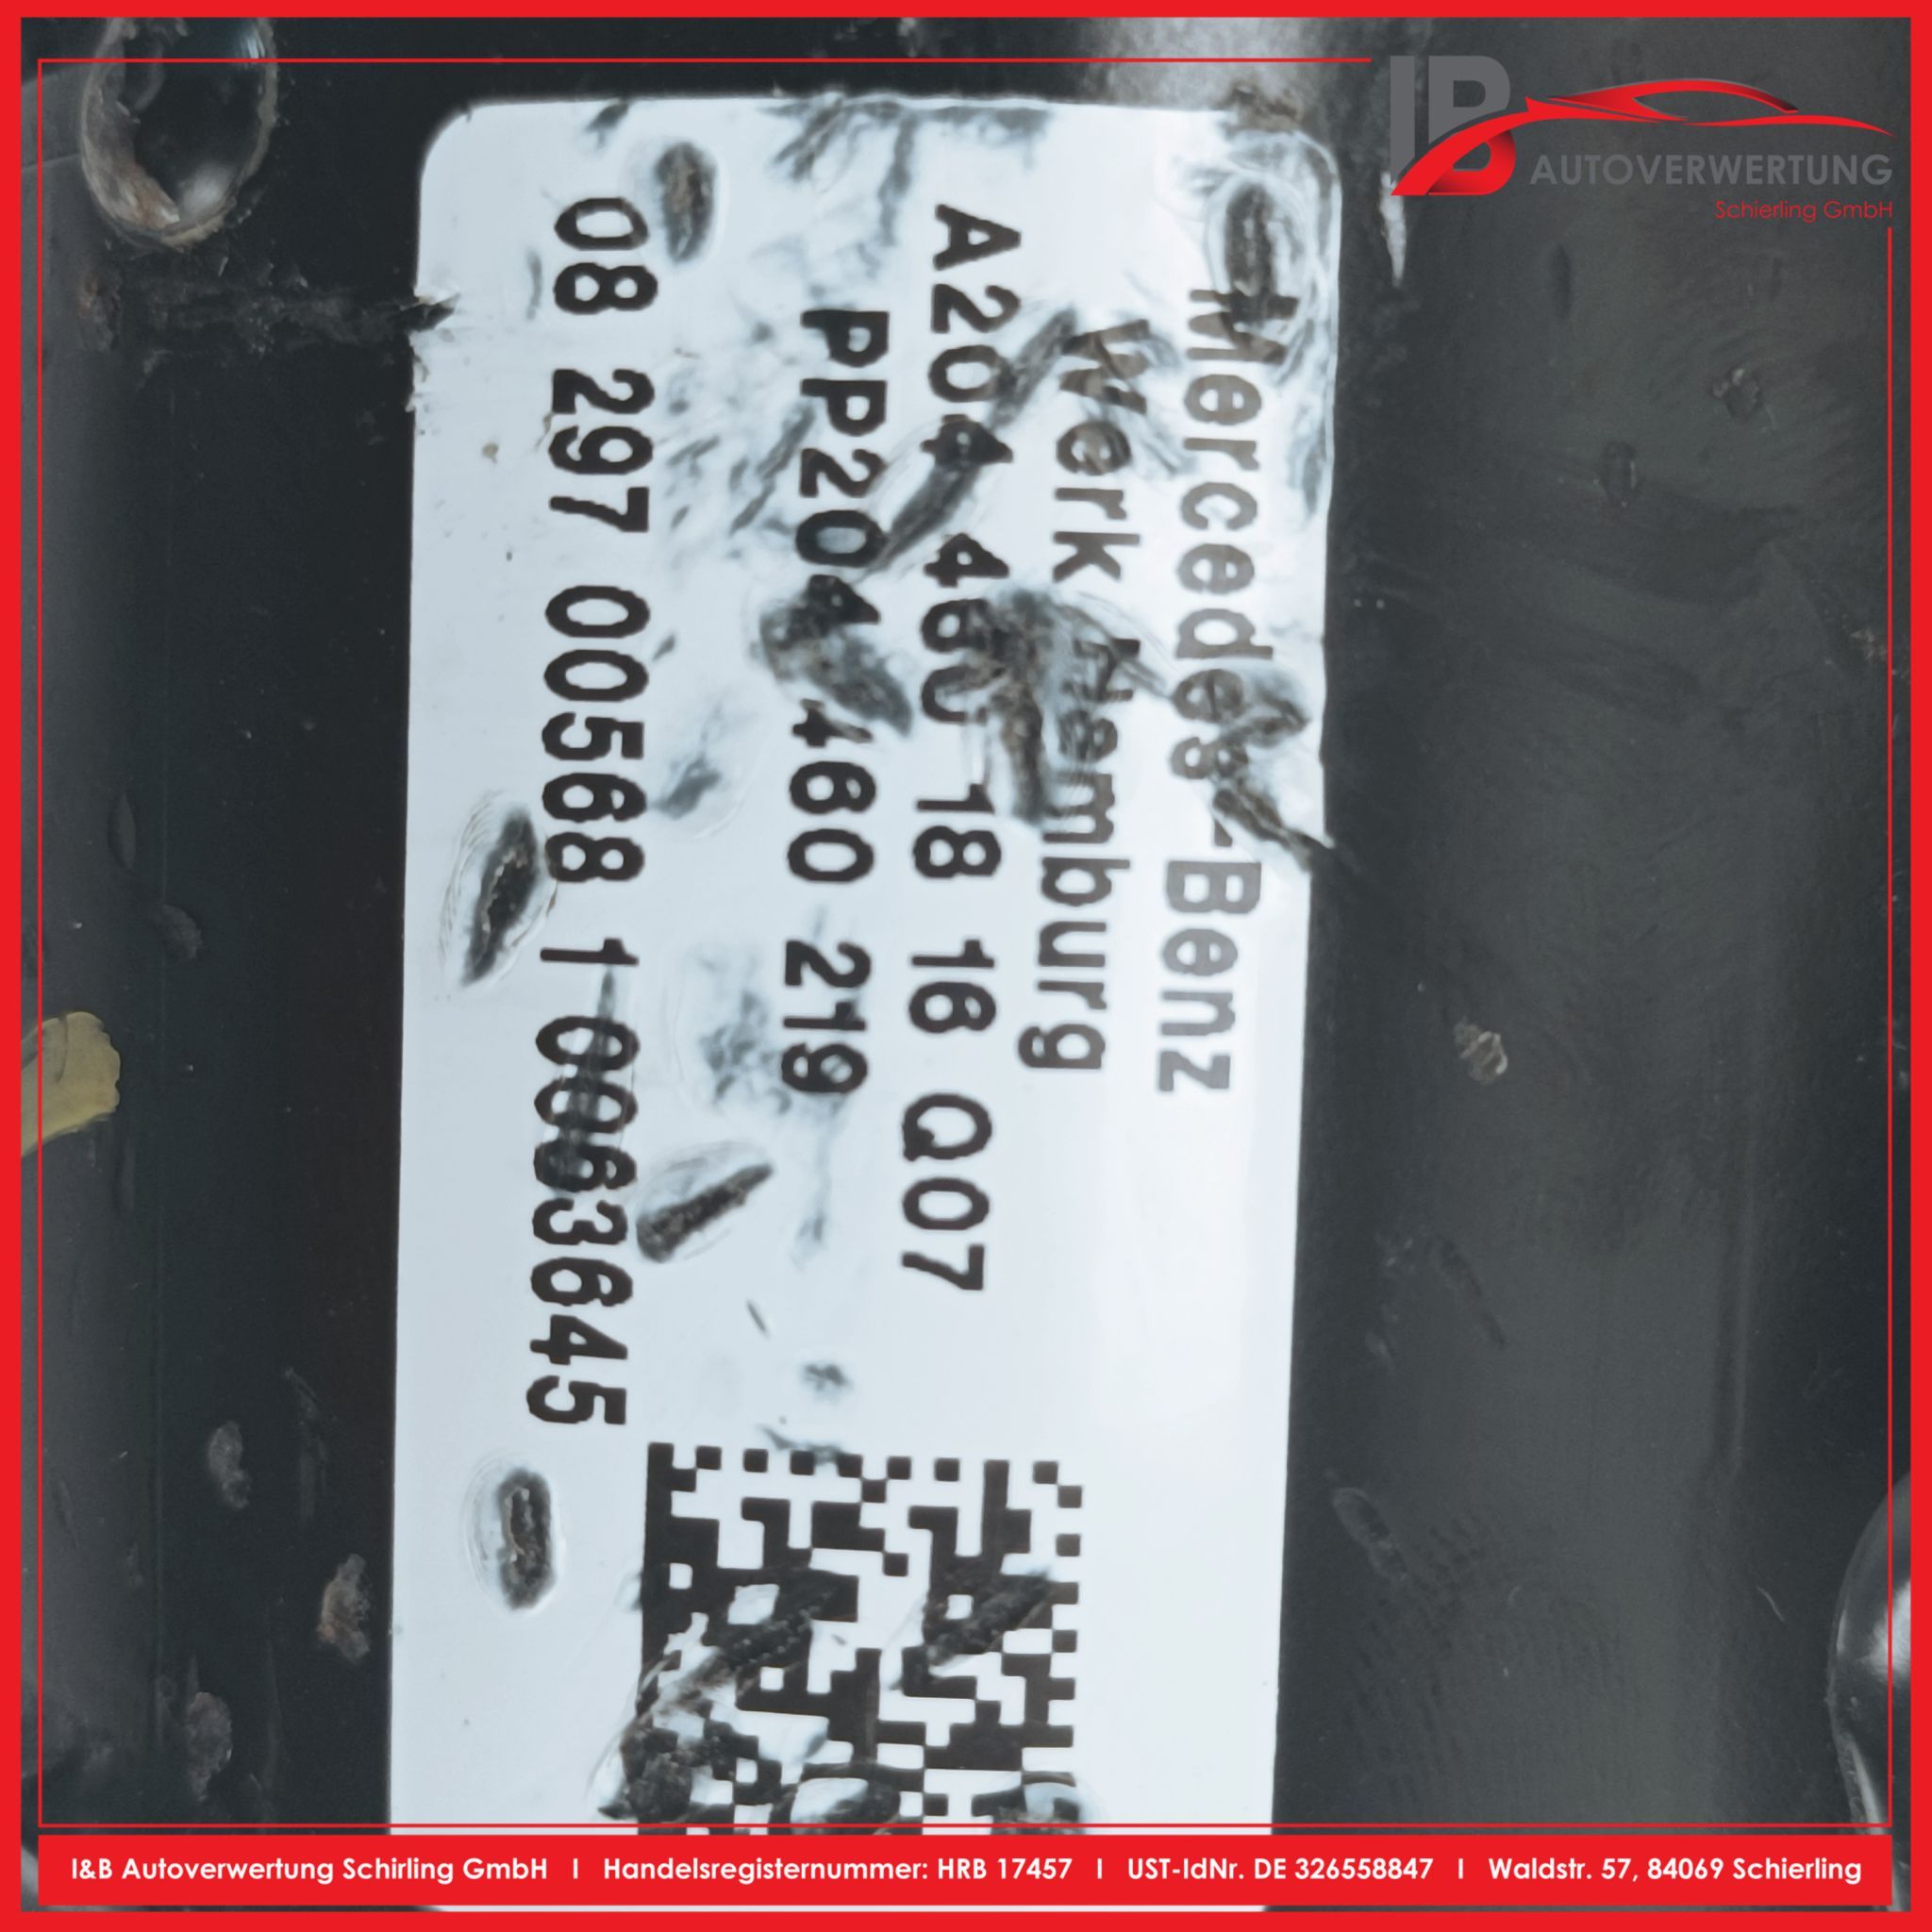 IB
AUTOVERWERTUNG
Schierling GmbH
Mercedes-Benz
Werk Hamburg
A204 460 18 16 Q07
PP204 460 219
08 297 00568 1 00063645
I&B Autoverwertung Schirling GmbH I Handelsregisternummer: HRB 17457 I UST-IdNr. DE 326558847 I Waldstr. 57, 84069 Schierling